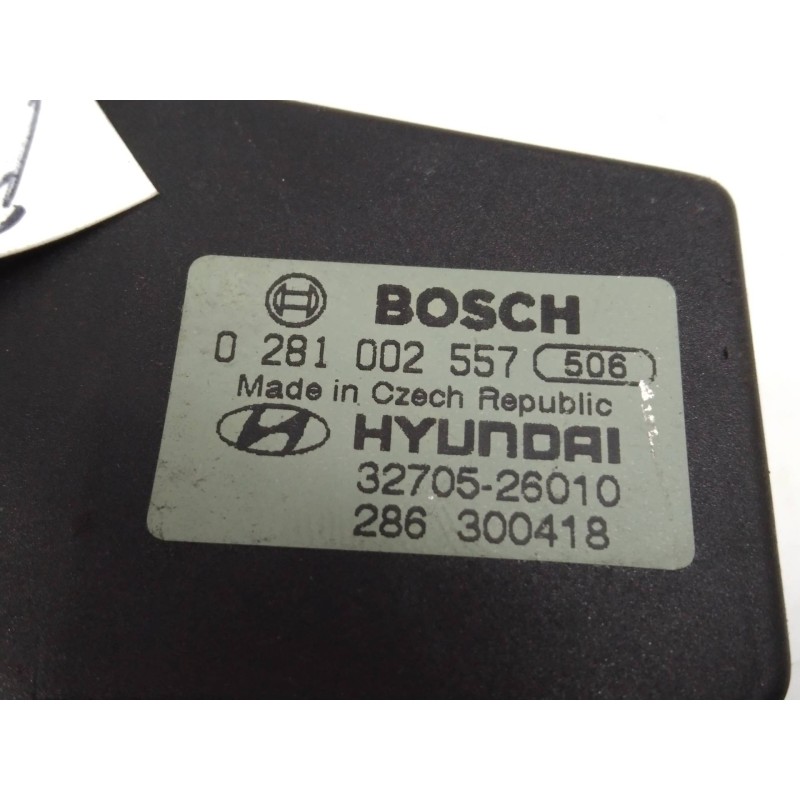 BOSCH
0 281 002 557 506
Made in Czech Republic
HYUNDAI
32705-26010
286 300418